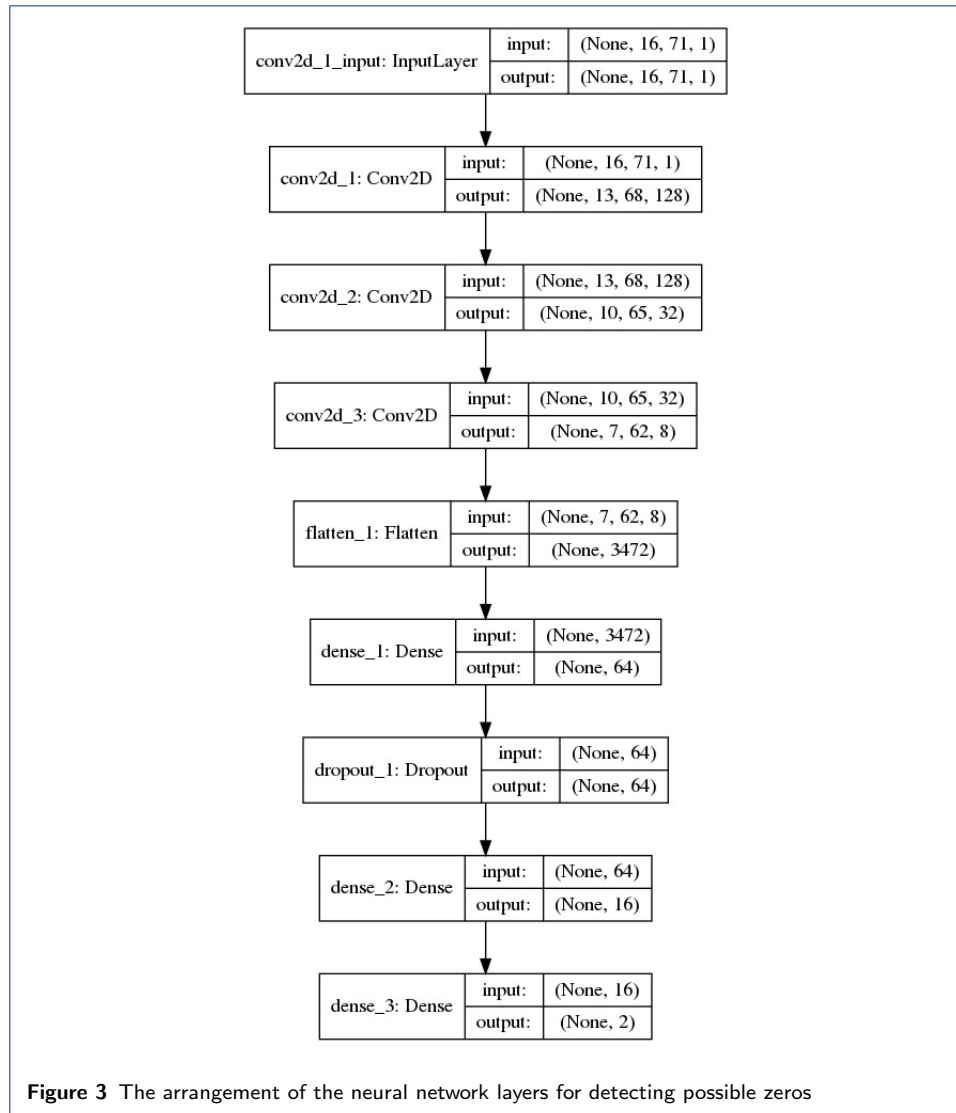 conv2d_1_input: InputLayer
input: (None, 16, 71, 1)
output: (None, 16, 71, 1)
conv2d_1: Conv2D
input: (None, 16, 71, 1)
output: (None, 13, 68, 128)
conv2d_2: Conv2D
input: (None, 13, 68, 128)
output: (None, 10, 65, 32)
conv2d_3: Conv2D
input: (None, 10, 65, 32)
output: (None, 7, 62, 8)
flatten_1: Flatten
input: (None, 7, 62, 8)
output: (None, 3472)
dense_1: Dense
input: (None, 3472)
output: (None, 64)
dropout_1: Dropout
input: (None, 64)
output: (None, 64)
dense_2: Dense
input: (None, 64)
output: (None, 16)
dense_3: Dense
input: (None, 16)
output: (None, 2)
Figure 3 The arrangement of the neural network layers for detecting possible zeros